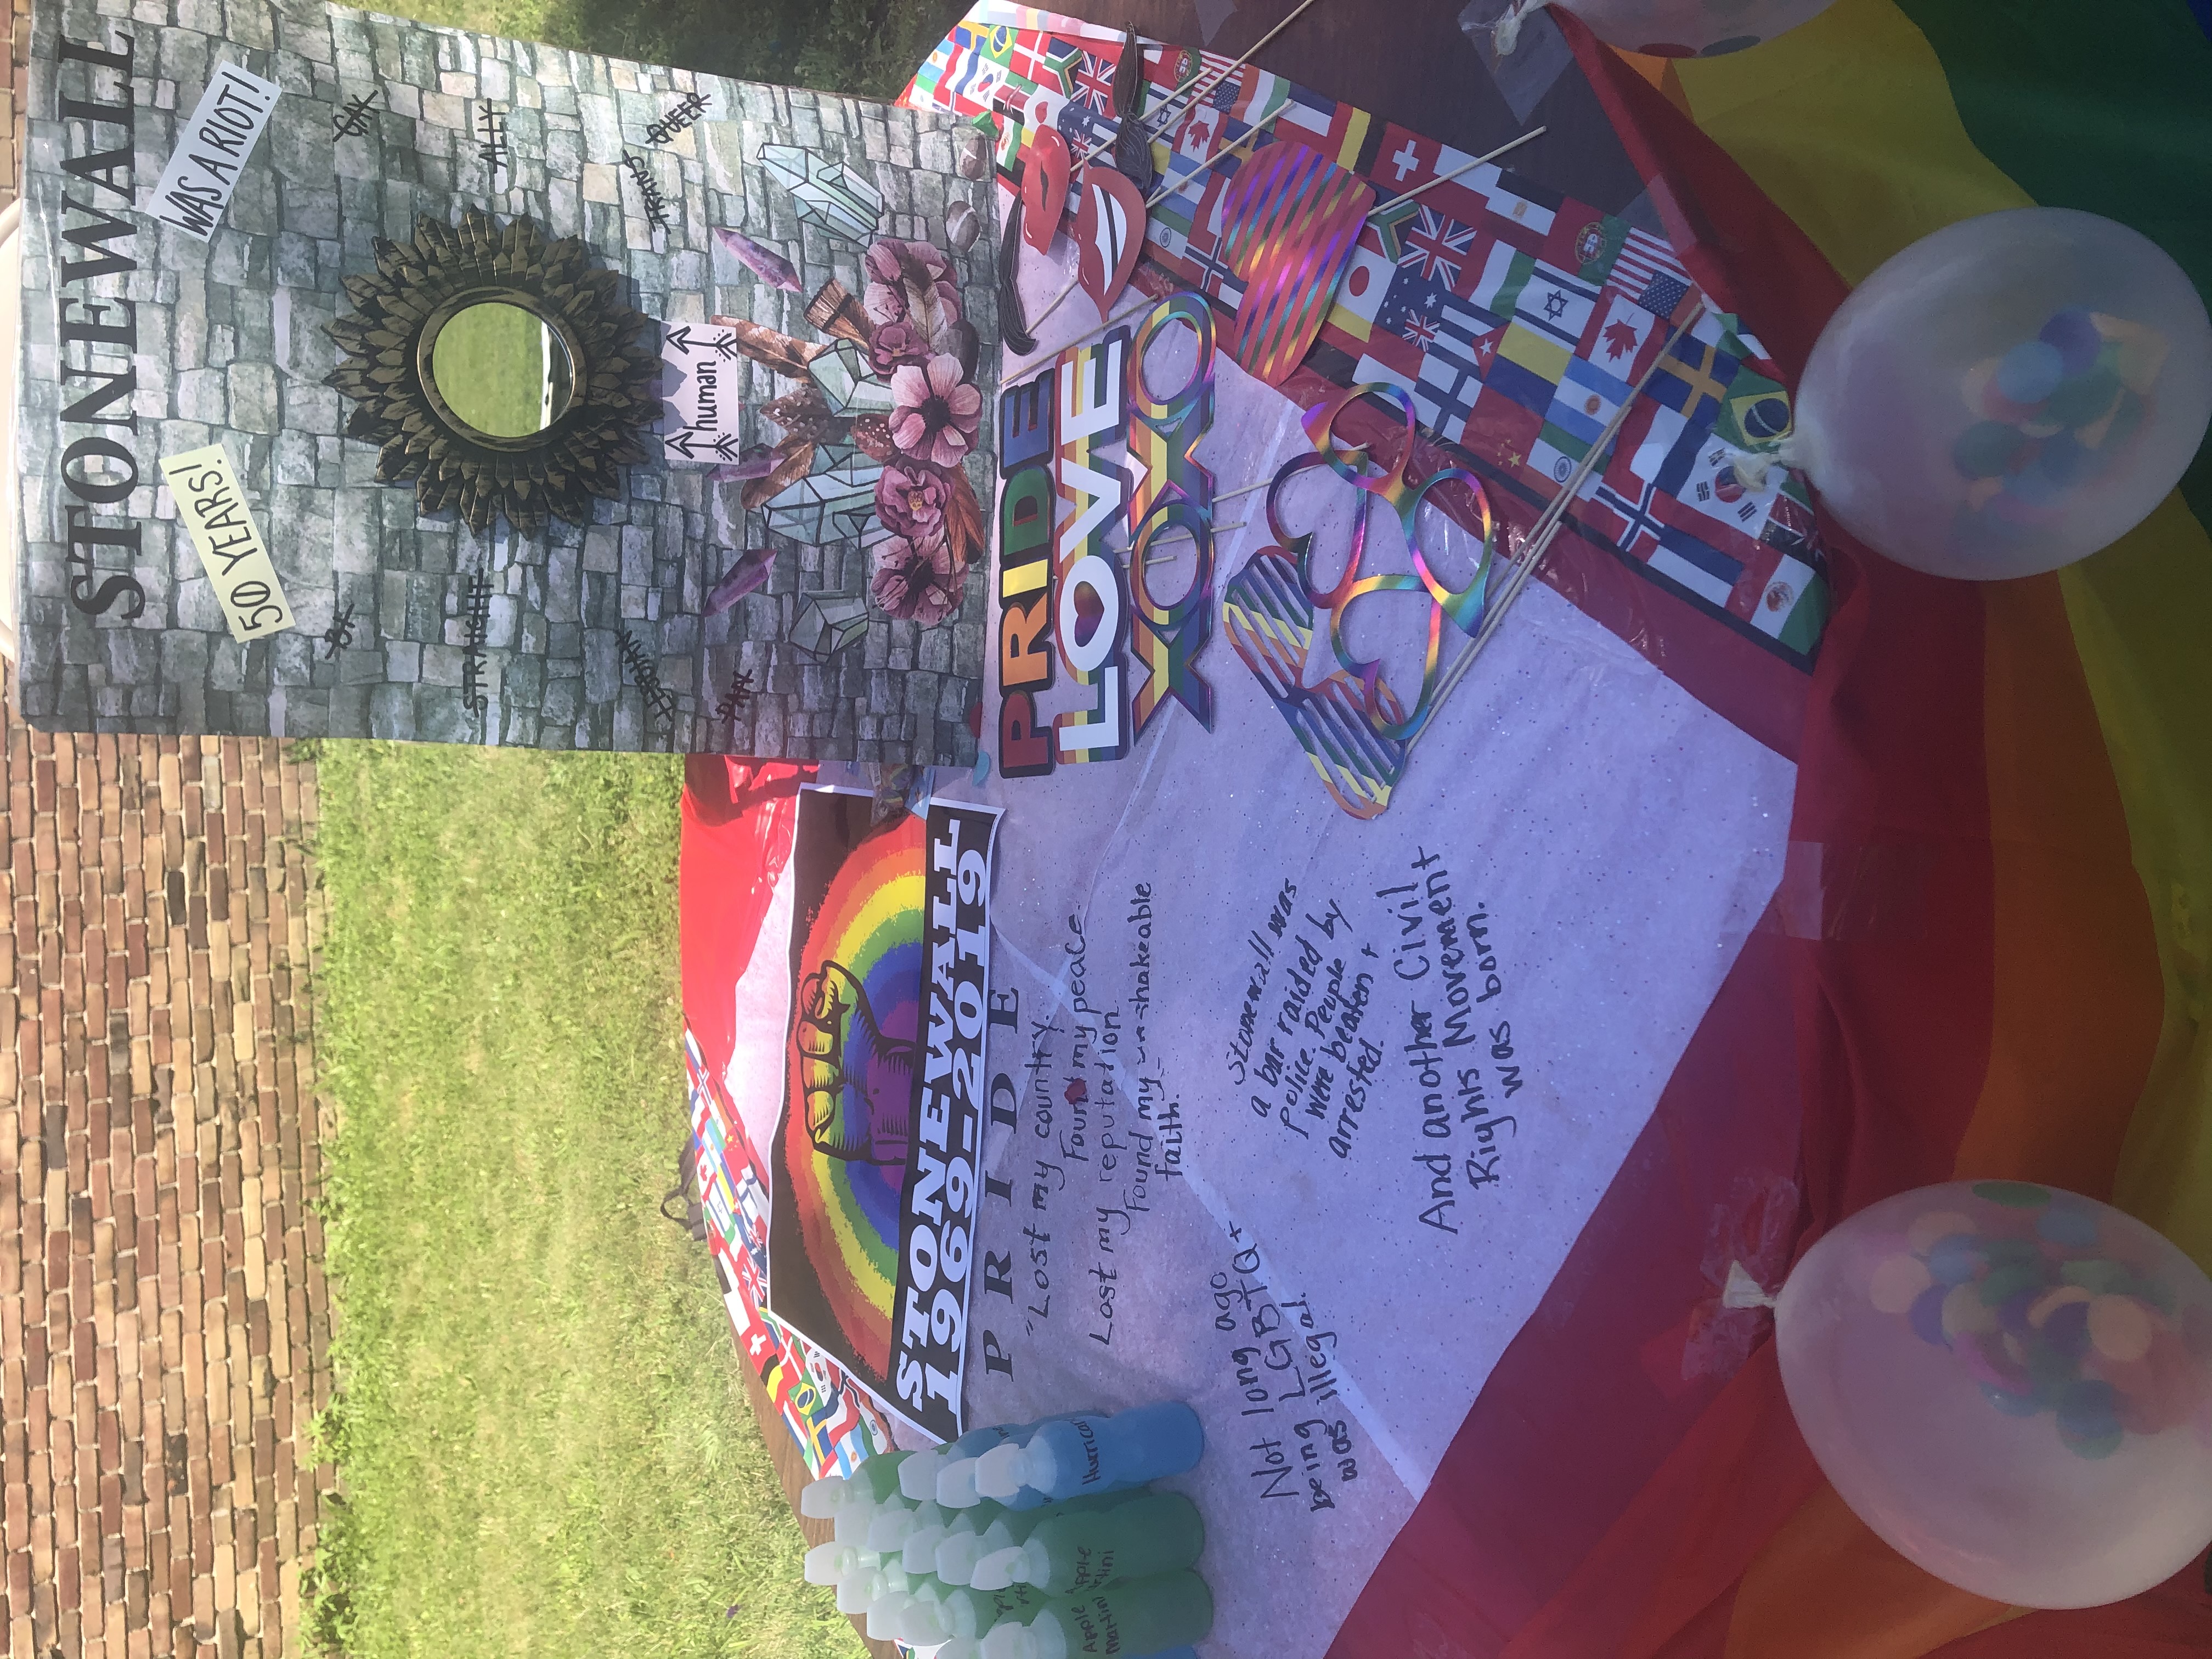 STONEWALL
50 YEARS!
WAS A RIOT!
BI
GAY
STRAIGHT
ALLY
LESBIAN
TRANS
QUEER
human
PAN
STONEWALL
1969-2019
PRIDE
"Lost my country.
Found my peace.
Lost my reputation.
Found my unshakeable
faith."
PRIDE
LOVE
XOXO
Apple
Martini
Apple
Hurrican
Not long ago
being LGBTQ+
was illegal.
Stonewall was
a bar raided by
police. People
were beaten +
arrested.
And another Civil
Rights Movement
was born.